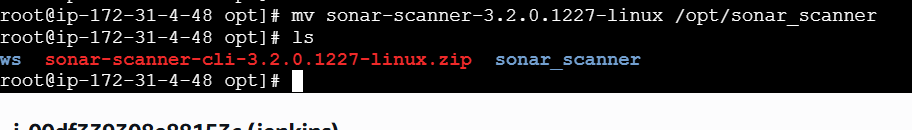 root@ip-172-31-4-48 opt]# mv sonar-scanner-3.2.0.1227-linux /opt/sonar_scanner
root@ip-172-31-4-48 opt]# ls
ws sonar-scanner-cli-3.2.0.1227-linux.zip sonar_scanner
root@ip-172-31-4-48 opt]#
(jenkins)